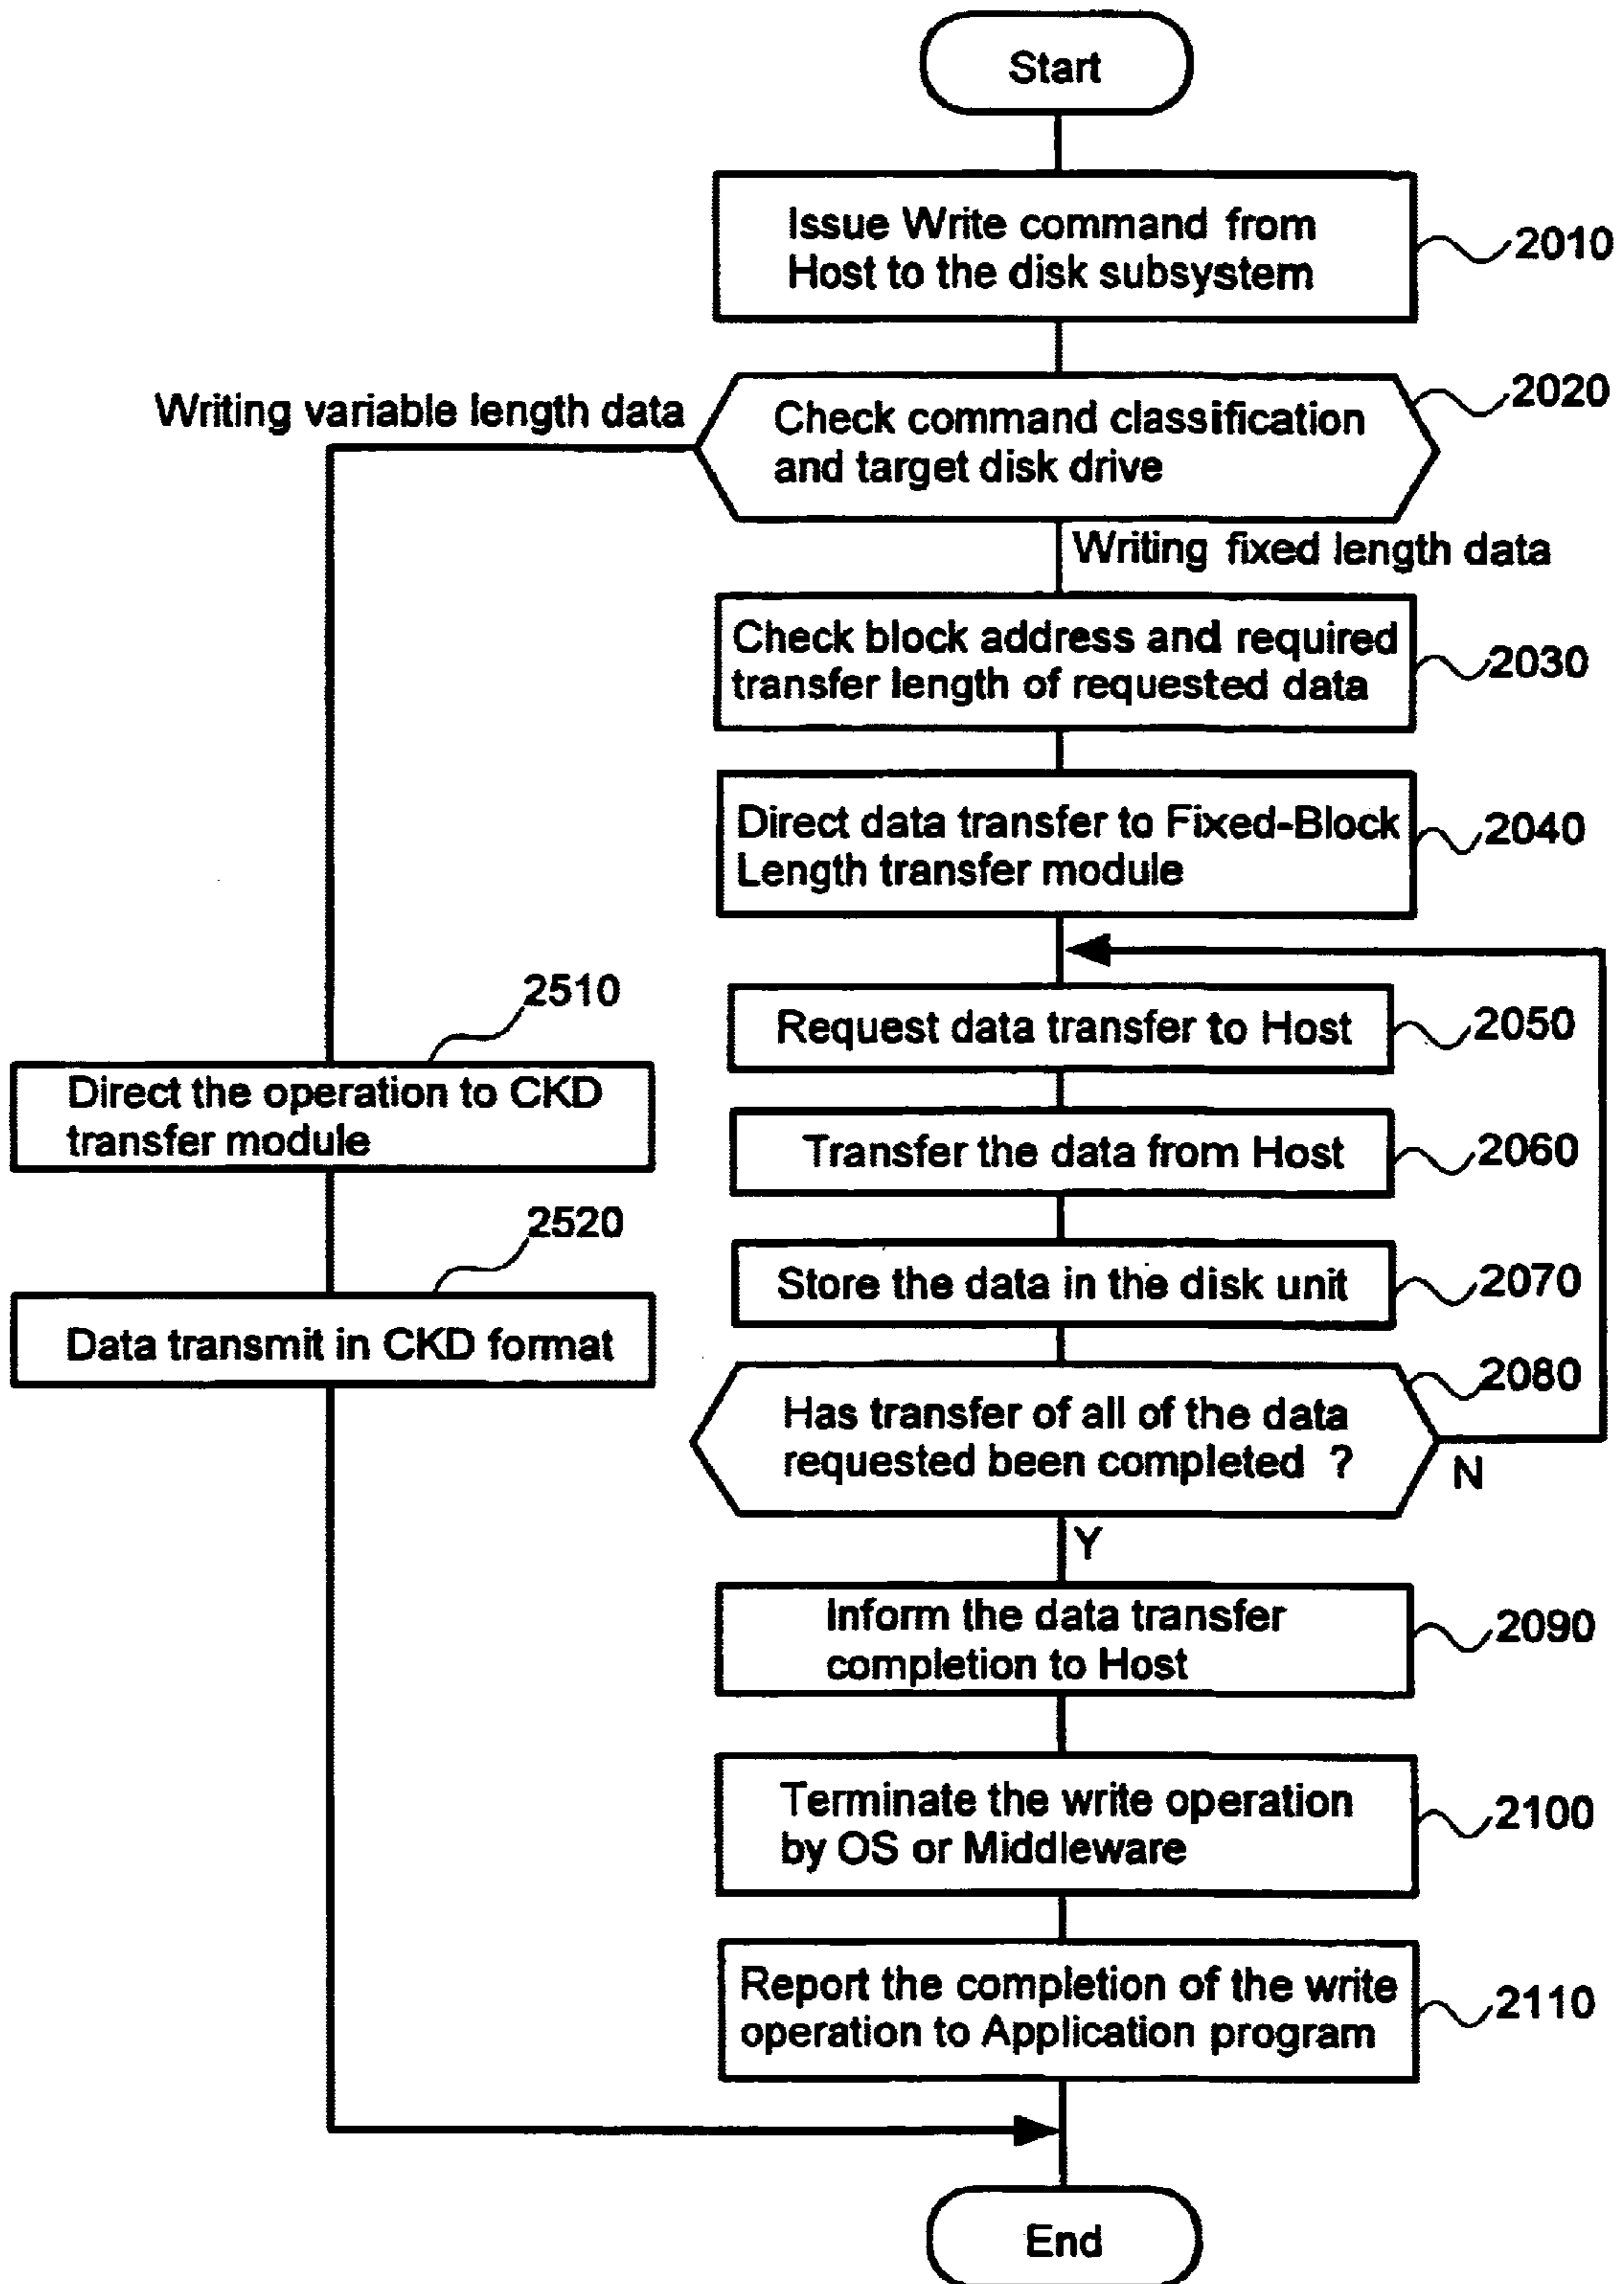 Start
Issue Write command from
Host to the disk subsystem
2010
Writing variable length data
Check command classification
and target disk drive
2020
Writing fixed length data
Check block address and required
transfer length of requested data
2030
Direct data transfer to Fixed-Block
Length transfer module
2040
2510
Direct the operation to CKD
transfer module
Request data transfer to Host
2050
Transfer the data from Host
2060
2520
Data transmit in CKD format
Store the data in the disk unit
2070
Has transfer of all of the data
requested been completed ?
2080
N
Y
Inform the data transfer
completion to Host
2090
Terminate the write operation
by OS or Middleware
2100
Report the completion of the write
operation to Application program
2110
End